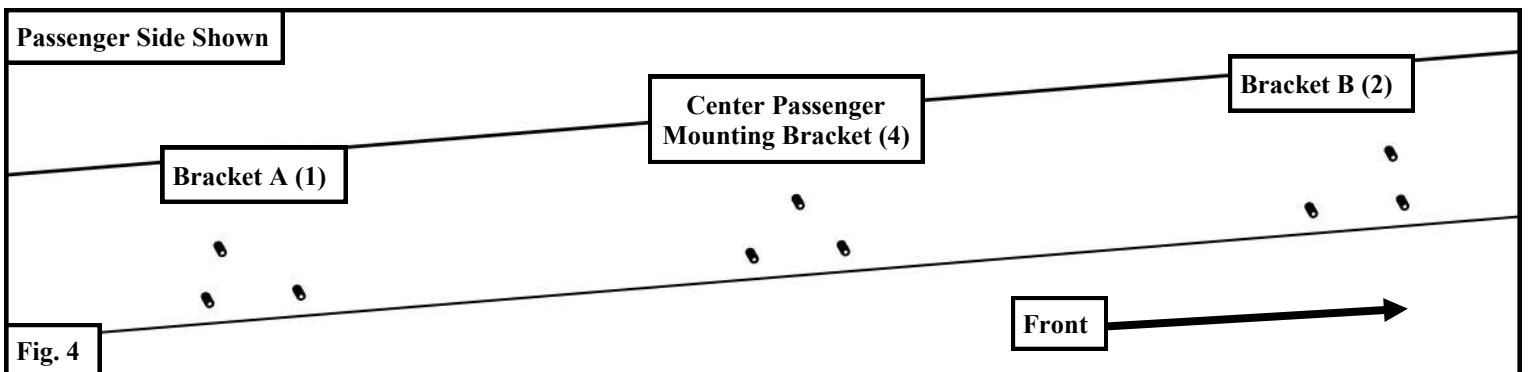 Passenger Side Shown
Bracket B (2)
Center Passenger
Mounting Bracket (4)
Bracket A (1)
Front
Fig. 4